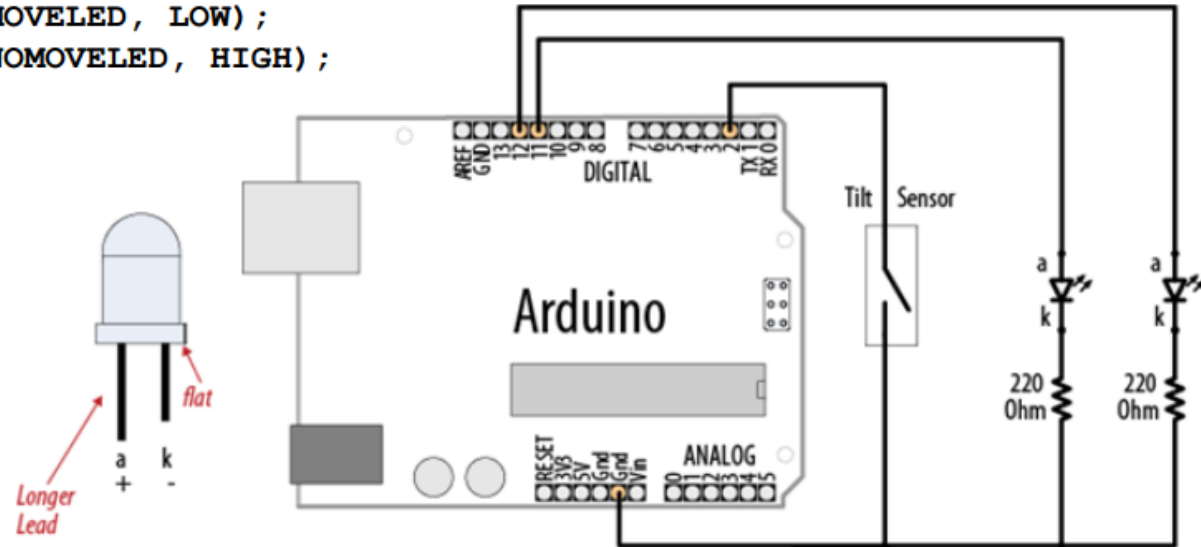 MOVELED, LOW);
NOMOVELED, HIGH);
AREF
GND
13
12
11
10
9
8
7
6
5
4
3
2
TX 1
RX 0
DIGITAL
Tilt Sensor
Arduino
a
k
220
Ohm
a
k
220
Ohm
flat
a k
+ -
Longer
Lead
RESET
3V3
5V
Gnd
Gnd
Vin
ANALOG
0
1
2
3
4
5